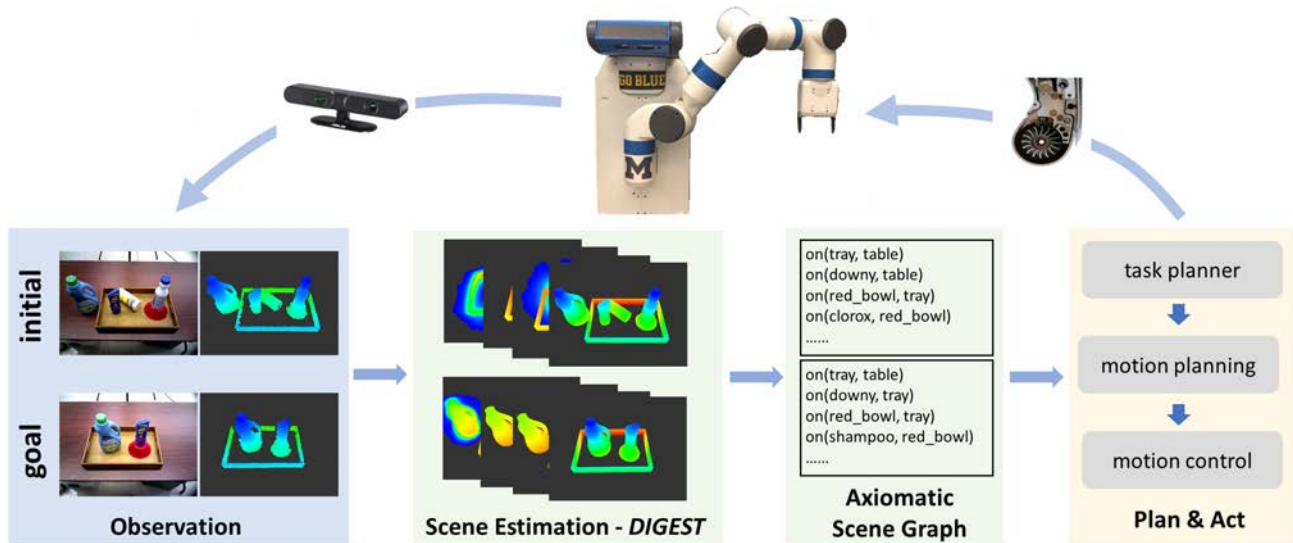 GO BLUE
M
initial
goal
Observation
Scene Estimation - DIGEST
on(tray, table)
on(downy, table)
on(red_bowl, tray)
on(clorox, red_bowl)
......
on(tray, table)
on(downy, tray)
on(red_bowl, tray)
on(shampoo, red_bowl)
......
Axiomatic
Scene Graph
task planner
motion planning
motion control
Plan & Act